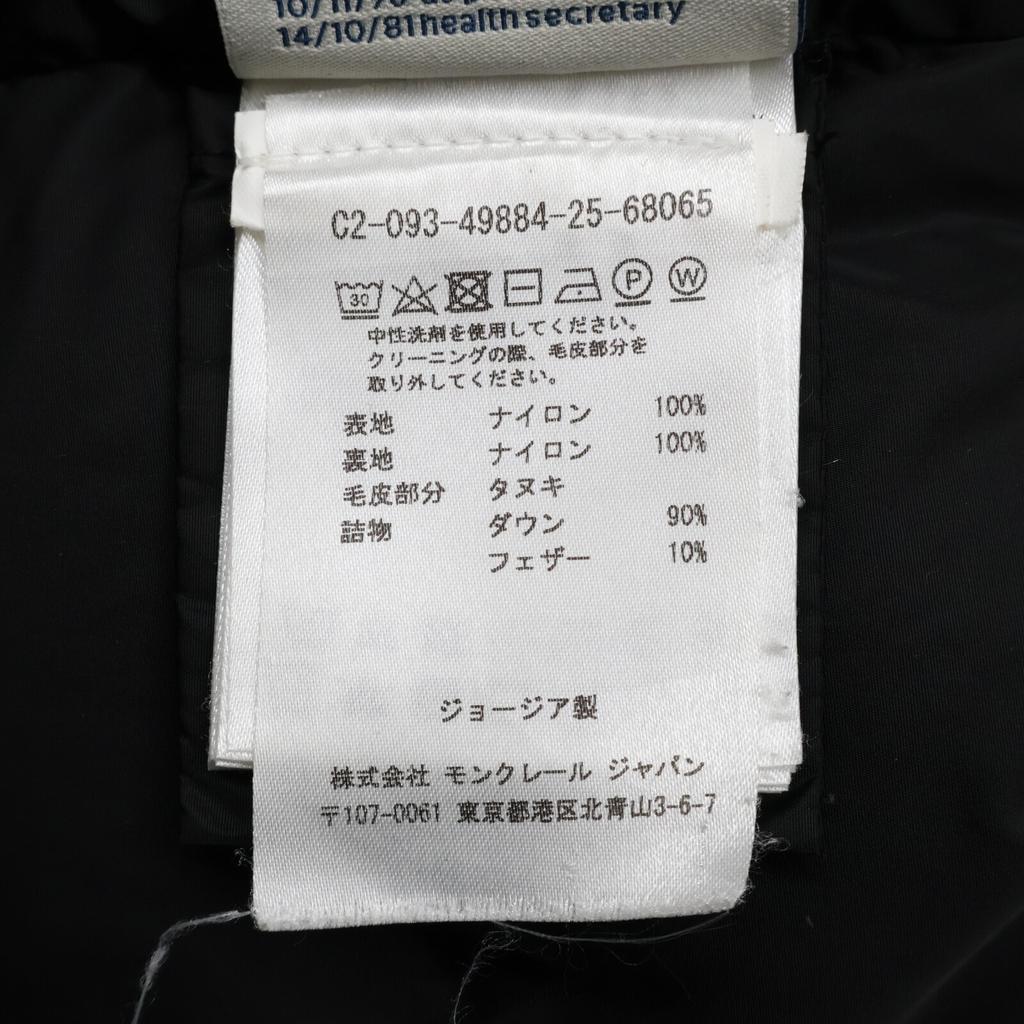 14/10/81health secretary
C2-093-49884-25-68065
30 P W
中性洗剤を使用してください。
クリーニングの際、毛皮部分を
取り外してください。
表地 ナイロン 100%
裏地 ナイロン 100%
毛皮部分 タヌキ
詰物 ダウン 90%
フェザー 10%
ジョージア製
株式会社 モンクレール ジャパン
〒107-0061 東京都港区北青山3-6-7